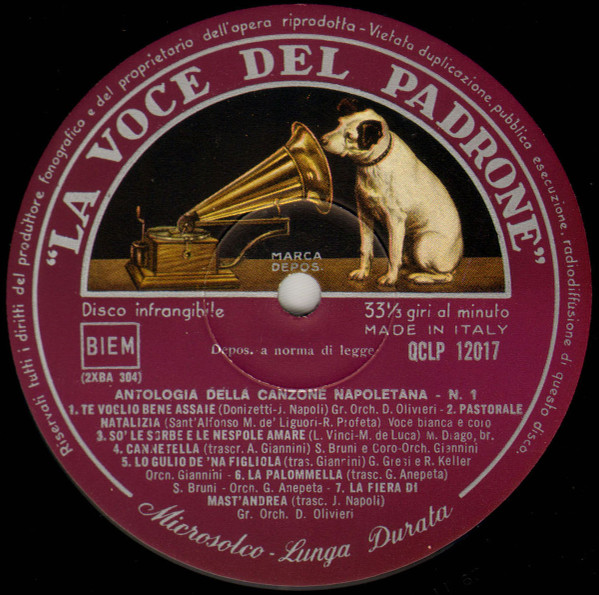 Riservati tutti i diritti del produttore fonografico e del proprietario dell'opera riprodotta - Vietata duplicazione, pubblica esecuzione, radiodiffusione di questo disco.
"LA VOCE DEL PADRONE"
MARCA
DEPOS.
Disco infrangibile
33⅓ giri al minuto
MADE IN ITALY
BIEM
Depos. a norma di legge
QCLP 12017
(2XBA 304)
ANTOLOGIA DELLA CANZONE NAPOLETANA - N. 1
1. TE VOGLIO BENE ASSAIE (Donizetti-J. Napoli) Gr. Orch. D. Olivieri - 2. PASTORALE
NATALIZIA (Sant'Alfonso M. de' Liguori-R. Profeta) Voce bianca e coro
3. SO' LE SORBE E LE NESPOLE AMARE (L. Vinci-M. de Luca) M. Diago, br.
4. CANNETELLA (trascr. A. Giannini) S. Bruni e Coro-Orch. Giannini
5. LO GULIO DE 'NA FIGLIOLA (tras. Giannini) G. Gresi e R. Keller
Orcn. Giannini - 6. LA PALOMMELLA (trasc. G. Anepeta)
S. Bruni - Orch. G. Anepeta - 7. LA FIERA DI
MAST'ANDREA (trasc. J. Napoli)
Gr. Orch. D. Olivieri
Microsolco - Lunga Durata